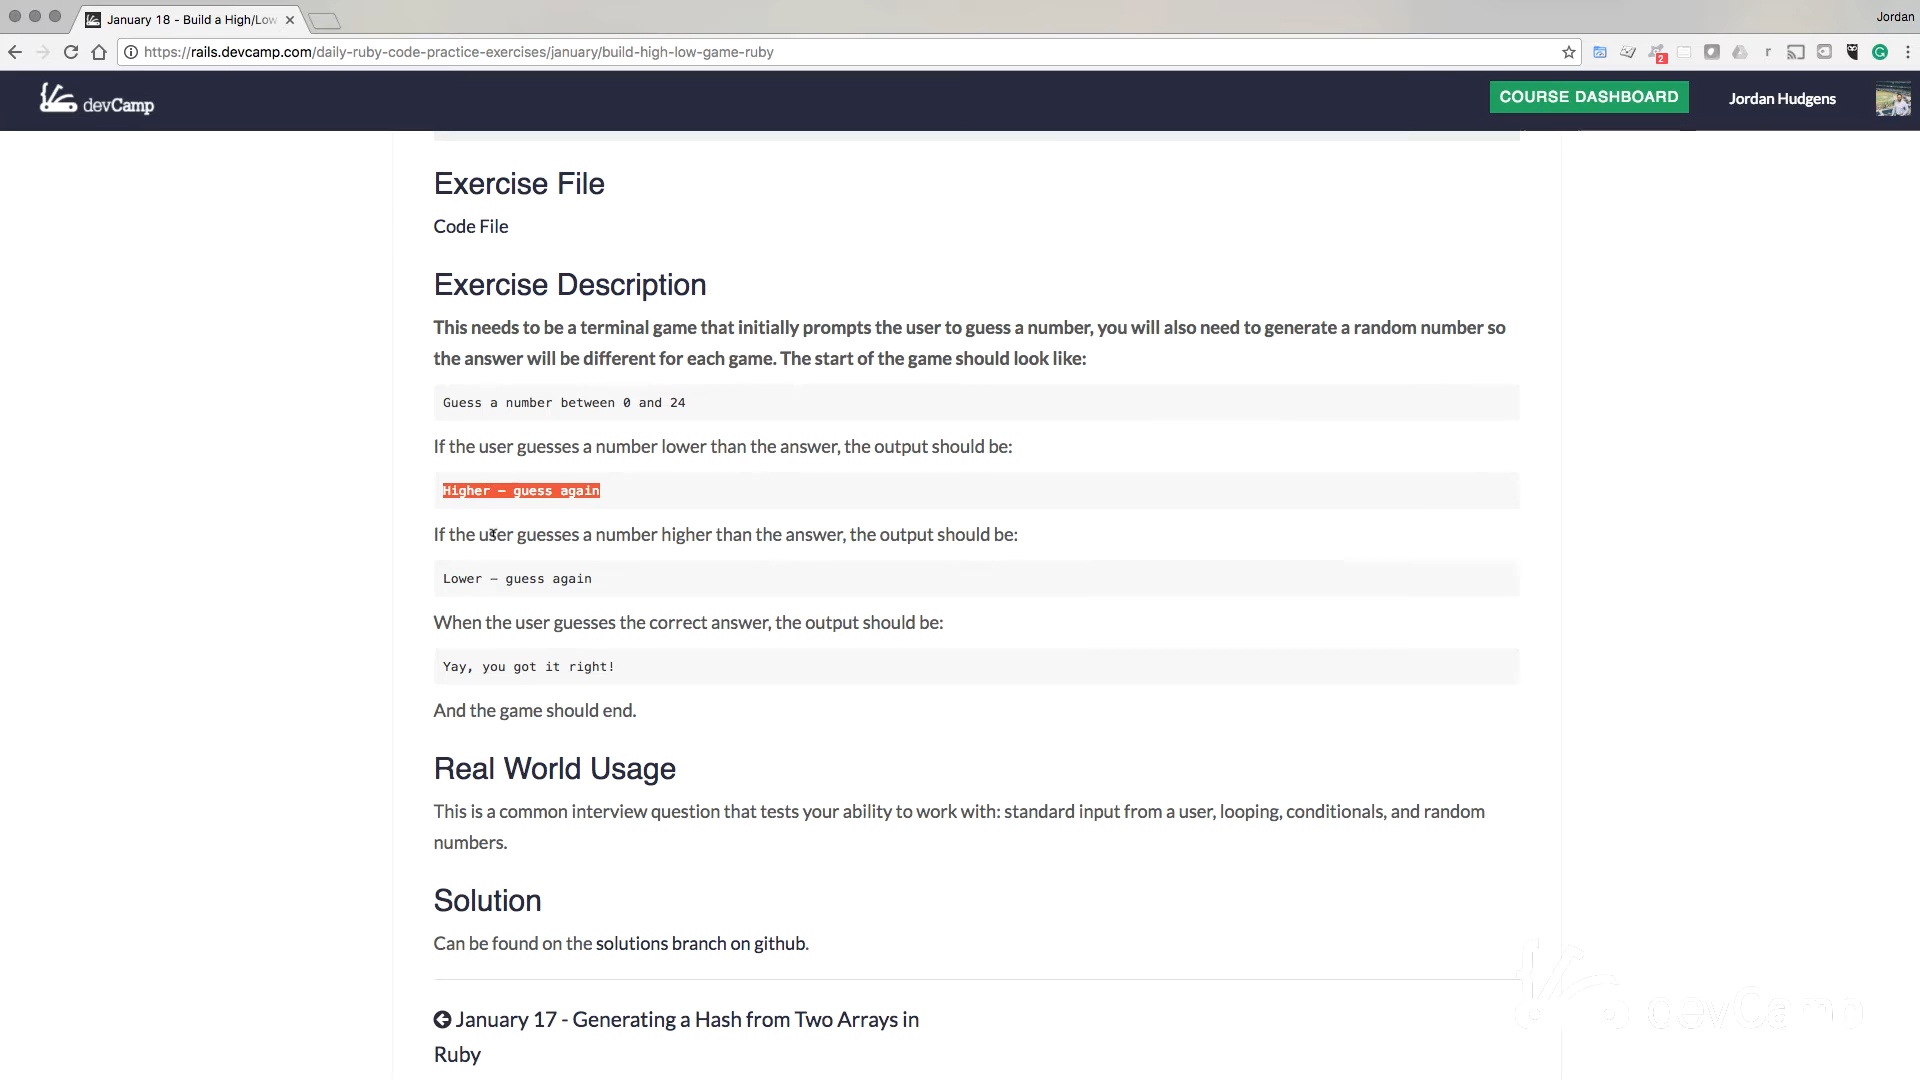 January 18 - Build a High/Low
Jordan
https://rails.devcamp.com/daily-ruby-code-practice-exercises/january/build-high-low-game-ruby
2
r
devCamp
COURSE DASHBOARD
Jordan Hudgens
Exercise File
Code File
Exercise Description
This needs to be a terminal game that initially prompts the user to guess a number, you will also need to generate a random number so
the answer will be different for each game. The start of the game should look like:
Guess a number between 0 and 24
If the user guesses a number lower than the answer, the output should be:
Higher – guess again
If the user guesses a number higher than the answer, the output should be:
Lower – guess again
When the user guesses the correct answer, the output should be:
Yay, you got it right!
And the game should end.
Real World Usage
This is a common interview question that tests your ability to work with: standard input from a user, looping, conditionals, and random
numbers.
Solution
Can be found on the solutions branch on github.
January 17 - Generating a Hash from Two Arrays in
Ruby
devCamp